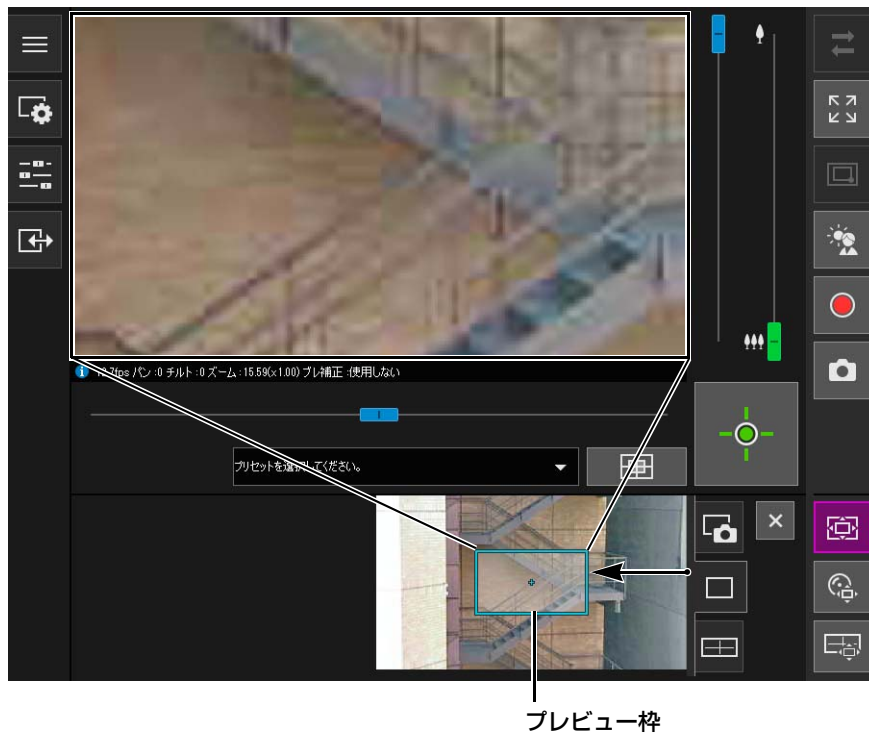 パン :0 チルト :0 ズーム : 15.59(x1.00) ブレ補正 :使用しない
プリセットを選択してください。
プレビュー枠